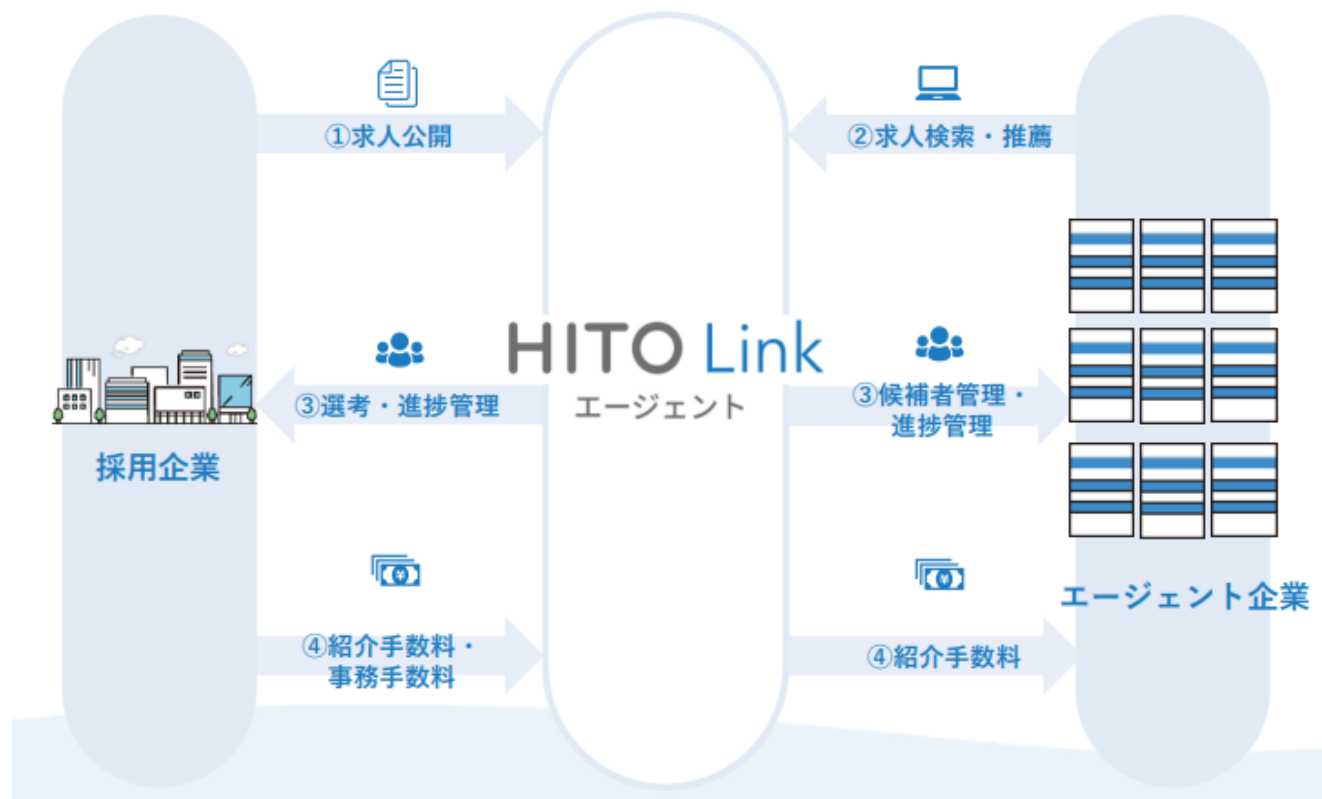 ①求人公開
②求人検索・推薦
HITO Link
エージェント
③選考・進捗管理
③候補者管理・
進捗管理
採用企業
エージェント企業
④紹介手数料・
事務手数料
④紹介手数料